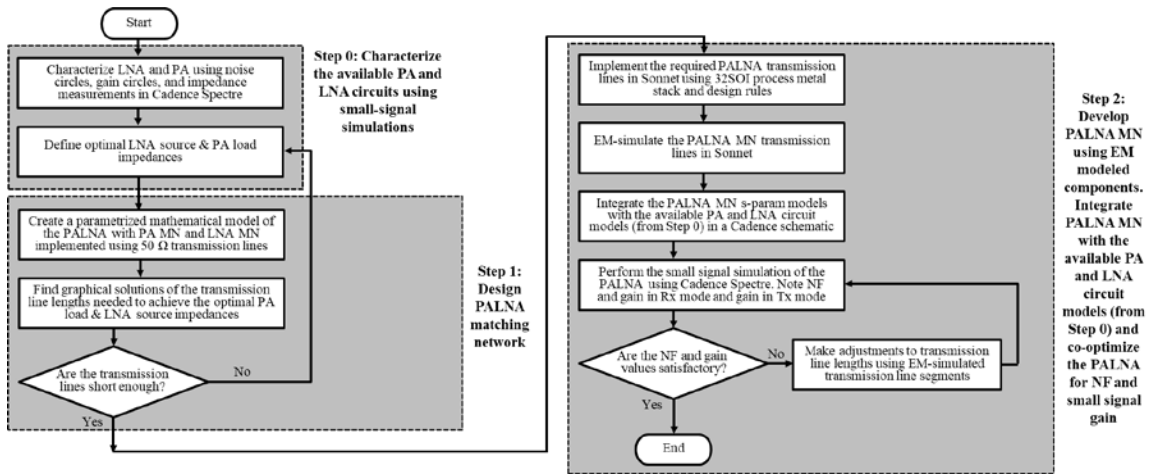 Start
Characterize LNA and PA using noise
circles, gain circles, and impedance
measurements in Cadence Spectre
Define optimal LNA source & PA load
impedances
Step 0: Characterize
the available PA and
LNA circuits using
small-signal
simulations
Create a parametrized mathematical model of
the PALNA with PA MN and LNA MN
implemented using 50 Ω transmission lines
Find graphical solutions of the transmission
line lengths needed to achieve the optimal PA
load & LNA source impedances
Are the transmission
lines short enough?
No
Yes
Step 1:
Design
PALNA
matching
network
Implement the required PALNA transmission
lines in Sonnet using 32SOI process metal
stack and design rules
EM-simulate the PALNA MN transmission
lines in Sonnet
Integrate the PALNA MN s-param models
with the available PA and LNA circuit
models (from Step 0) in a Cadence schematic
Perform the small signal simulation of the
PALNA using Cadence Spectre. Note NF
and gain in Rx mode and gain in Tx mode
Are the NF and gain
values satisfactory?
No
Make adjustments to transmission
line lengths using EM-simulated
transmission line segments
Yes
End
Step 2:
Develop
PALNA MN
using EM
modeled
components.
Integrate
PALNA MN
with the
available PA
and LNA
circuit
models (from
Step 0) and
co-optimize
the PALNA
for NF and
small signal
gain